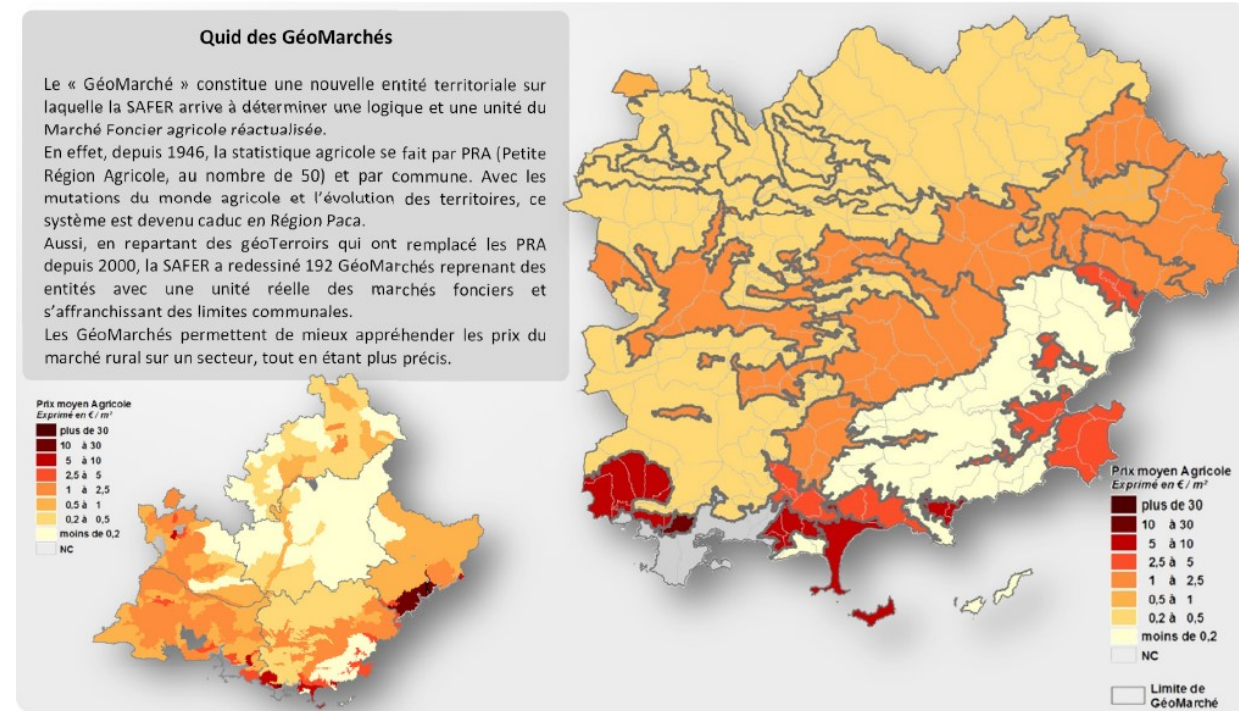 Quid des GéoMarchés
Le « GéoMarché » constitue une nouvelle entité territoriale sur
laquelle la SAFER arrive à déterminer une logique et une unité du
Marché Foncier agricole réactualisée.
En effet, depuis 1946, la statistique agricole se fait par PRA (Petite
Région Agricole, au nombre de 50) et par commune. Avec les
mutations du monde agricole et l'évolution des territoires, ce
système est devenu caduc en Région Paca.
Aussi, en repartant des géoTerroirs qui ont remplacé les PRA
depuis 2000, la SAFER a redessiné 192 GéoMarchés reprenant des
entités avec une unité réelle des marchés fonciers et
s'affranchissant des limites communales.
Les GéoMarchés permettent de mieux appréhender les prix du
marché rural sur un secteur, tout en étant plus précis.
Prix moyen Agricole
Exprimé en € / m²
plus de 30
10 à 30
5 à 10
2,5 à 5
1 à 2,5
0,5 à 1
0,2 à 0,5
moins de 0,2
NC
Prix moyen Agricole
Exprimé en € / m²
plus de 30
10 à 30
5 à 10
2,5 à 5
1 à 2,5
0,5 à 1
0,2 à 0,5
moins de 0,2
NC
Limite de
GéoMarché